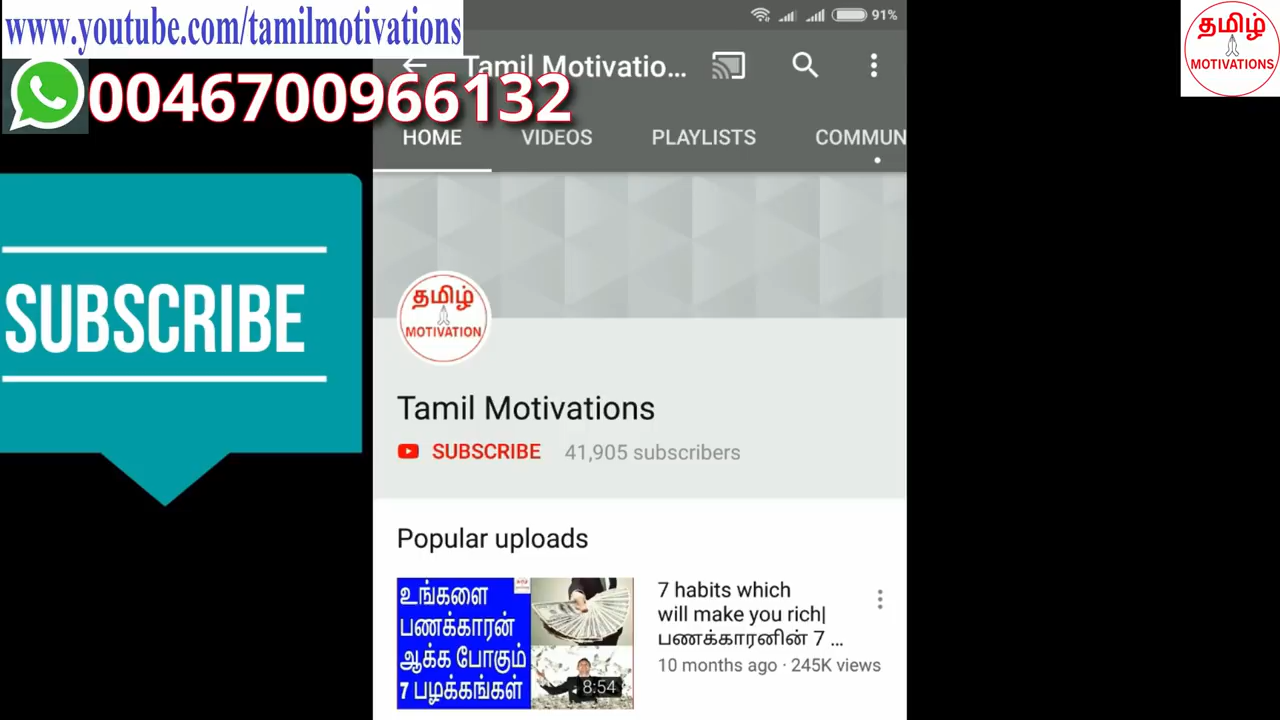 www.youtube.com/tamilmotivations
91%
தமிழ்
MOTIVATIONS
Tamil Motivatio...
0046700966132
HOME VIDEOS PLAYLISTS COMMUN
SUBSCRIBE
தமிழ்
MOTIVATION
Tamil Motivations
SUBSCRIBE 41,905 subscribers
Popular uploads
உங்களை
பணக்காரன்
ஆக்க போகும்
7 பழக்கங்கள்
8:54
7 habits which
will make you rich|
பணக்காரனின் 7 ...
10 months ago · 245K views